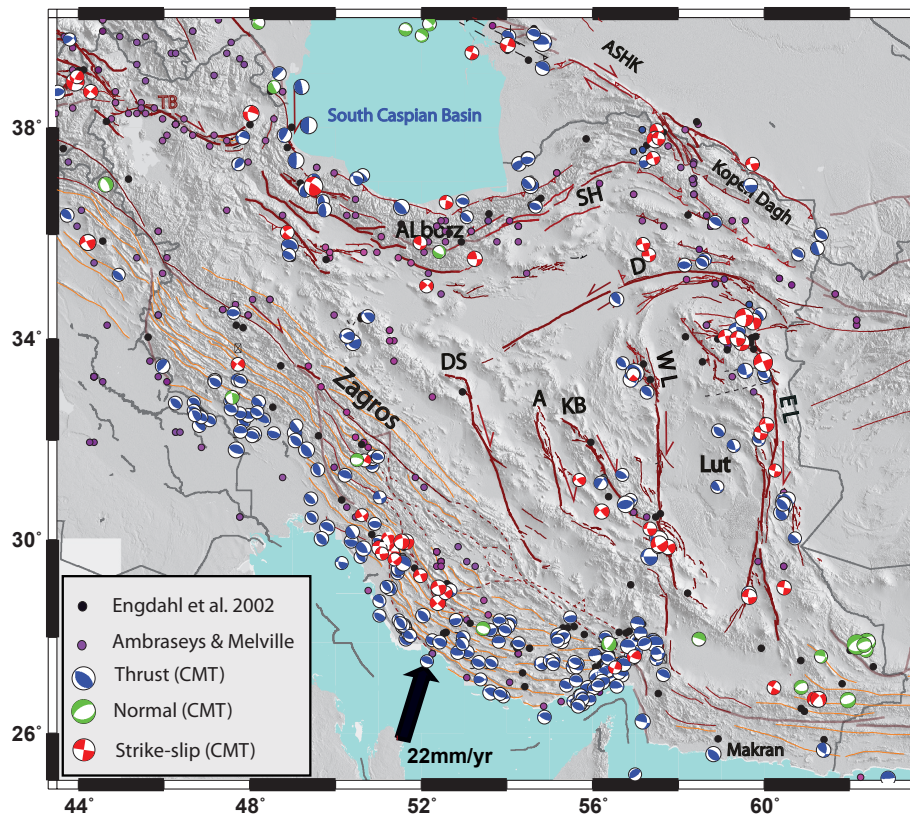 ASHK
TB
South Caspian Basin
38°
Kopeh Dagh
SH
ALborz
D
34°
DS
WL
Zagros
A
KB
EL
Lut
30°
Engdahl et al. 2002
Ambraseys & Melville
Thrust (CMT)
Normal (CMT)
Strike-slip (CMT)
26°
22mm/yr
Makran
44°
48°
52°
56°
60°